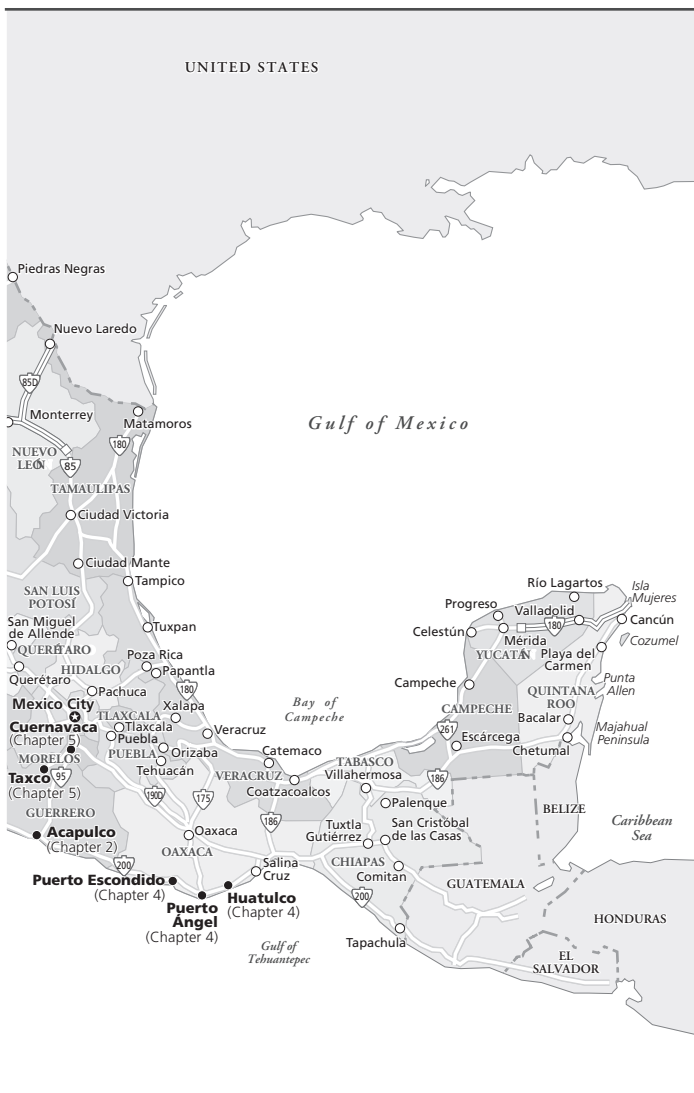 UNITED STATES
Piedras Negras
Nuevo Laredo
85D
Monterrey
Matamoros
Gulf of Mexico
180
NUEVO
LEÓN
85
TAMAULIPAS
Ciudad Victoria
Ciudad Mante
Tampico
SAN LUIS
POTOSÍ
San Miguel
de Allende
Tuxpan
QUERÉTARO
Poza Rica
HIDALGO
Papantla
Querétaro
Pachuca
180
Mexico City
Xalapa
TLAXCALA
Cuernavaca
(Chapter 5)
Tlaxcala
Veracruz
Puebla
PUEBLA
Orizaba
MORELOS
Tehuacán
Taxco
(Chapter 5)
95
VERACRUZ
Catemaco
Coatzacoalcos
190D
175
GUERRERO
186
Acapulco
(Chapter 2)
Oaxaca
OAXACA
200
Salina
Cruz
Puerto Escondido
(Chapter 4)
Huatulco
(Chapter 4)
Puerto
Ángel
(Chapter 4)
Gulf of
Tehuantepec
Bay of
Campeche
Río Lagartos
Isla
Mujeres
Progreso
Valladolid
180
Cancún
Celestún
Mérida
Cozumel
YUCATÁN
Playa del
Carmen
Campeche
Punta
Allen
QUINTANA
ROO
CAMPECHE
Bacalar
261
Escárcega
Majahual
Peninsula
Chetumal
TABASCO
Villahermosa
186
Palenque
BELIZE
Caribbean
Sea
Tuxtla
Gutiérrez
San Cristóbal
de las Casas
CHIAPAS
Comitan
200
GUATEMALA
Tapachula
HONDURAS
EL
SALVADOR